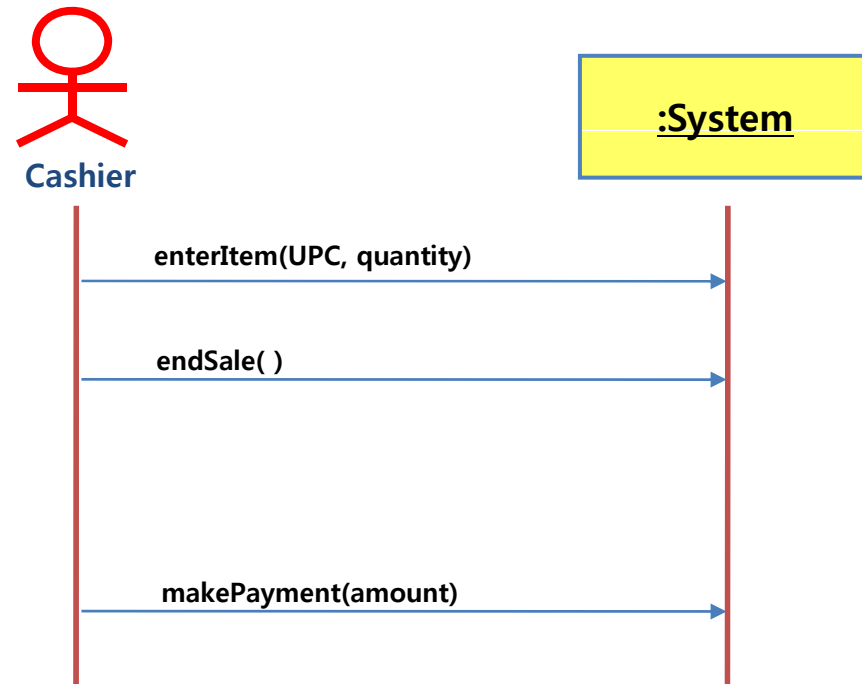 :System
Cashier
enterItem(UPC, quantity)
endSale( )
makePayment(amount)